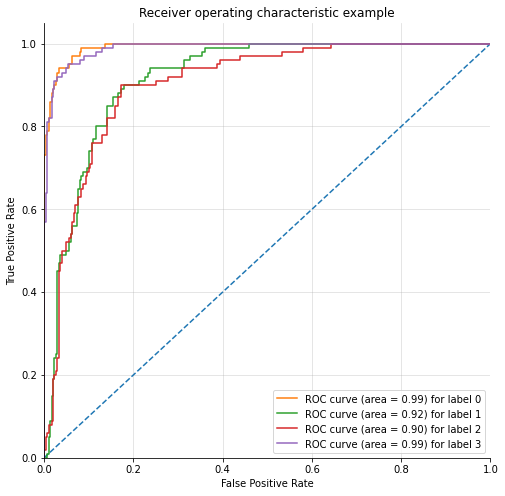 Receiver operating characteristic example
True Positive Rate
1.0
0.8
0.6
0.4
0.2
0.0
ROC curve (area = 0.99) for label 0
ROC curve (area = 0.92) for label 1
ROC curve (area = 0.90) for label 2
ROC curve (area = 0.99) for label 3
0.0 0.2 0.4 0.6 0.8 1.0
False Positive Rate